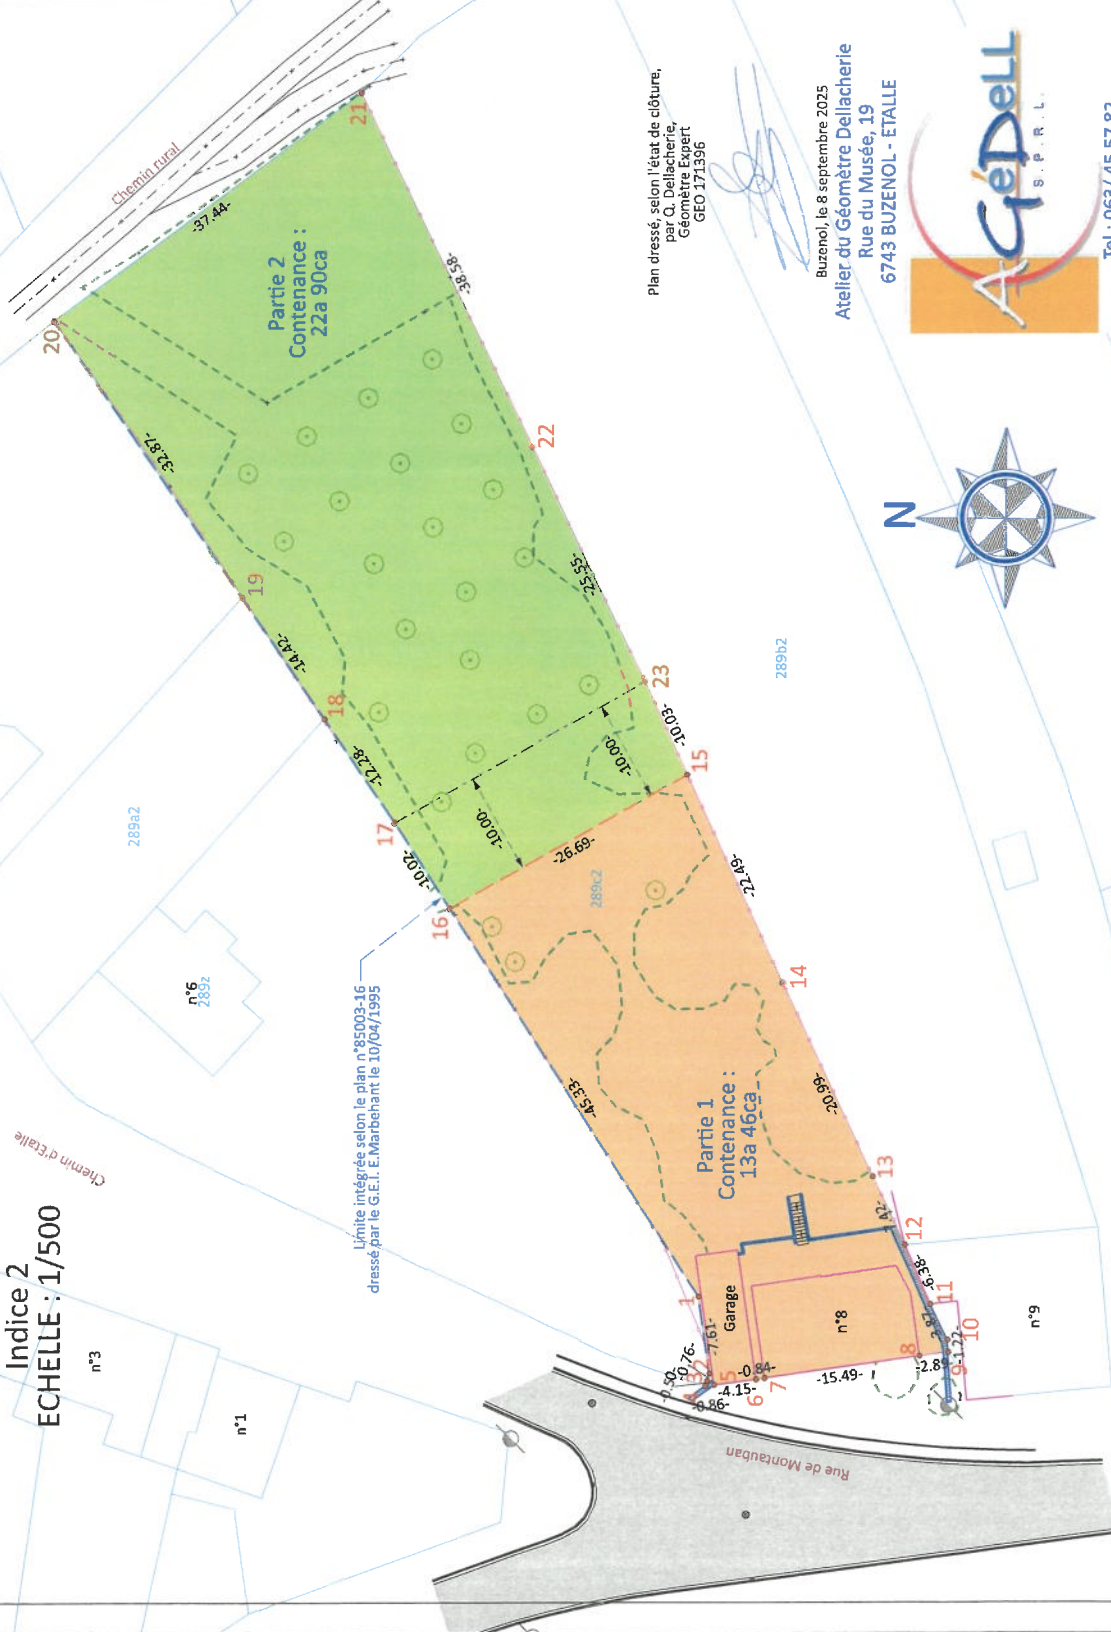 Indice 2
ECHELLE : 1/500
Chemin d'Etalle
Chemin rural
n°3
n°1
n°6
289z
289a2
289c2
289b2
Limite intégrée selon le plan n°85003-16
dressé par le G.E.I. E.Marbehant le 10/04/1995
Partie 2
Contenance :
22a 90ca
Partie 1
Contenance :
13a 46ca
Garage
n°8
n°9
Rue de Montauban
20
21
19
22
18
23
17
15
16
14
13
12
11
10
9
8
7
6
5
1
-37.44-
-38.58-
-32.87-
-14.42-
-25.55-
-12.28-
-10.03-
-10.02-
-10.00-
-10.00-
-26.69-
-22.49-
-45.33-
-20.99-
-6.38-
-1.22-
-2.89-
-15.49-
-0.84-
-4.15-
-0.86-
-7.61-
-0.76-
Plan dressé, selon l'état de clôture,
par Q. Dellacherie,
Géomètre Expert
GEO 171396
Buzenol, le 8 septembre 2025
Atelier du Géomètre Dellacherie
Rue du Musée, 19
6743 BUZENOL - ETALLE
AGéDeLL
S.P.R.L.
N